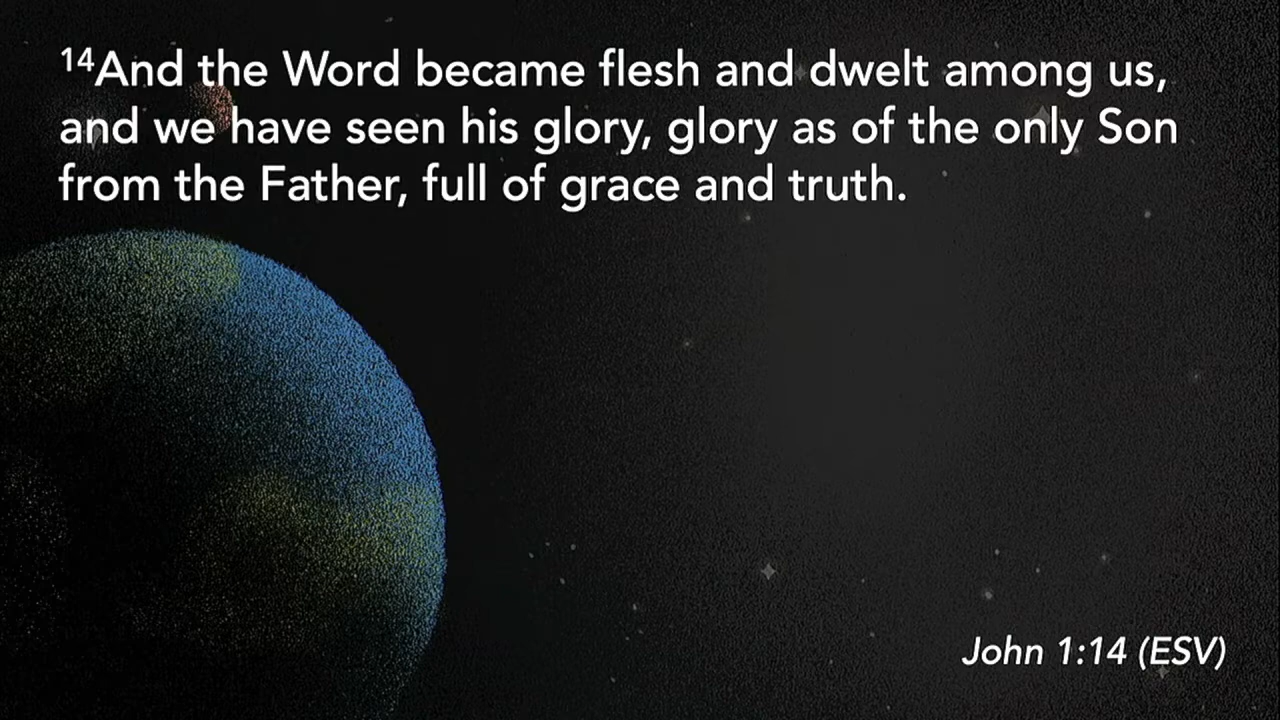 ¹⁴And the Word became flesh and dwelt among us,
and we have seen his glory, glory as of the only Son
from the Father, full of grace and truth.
John 1:14 (ESV)